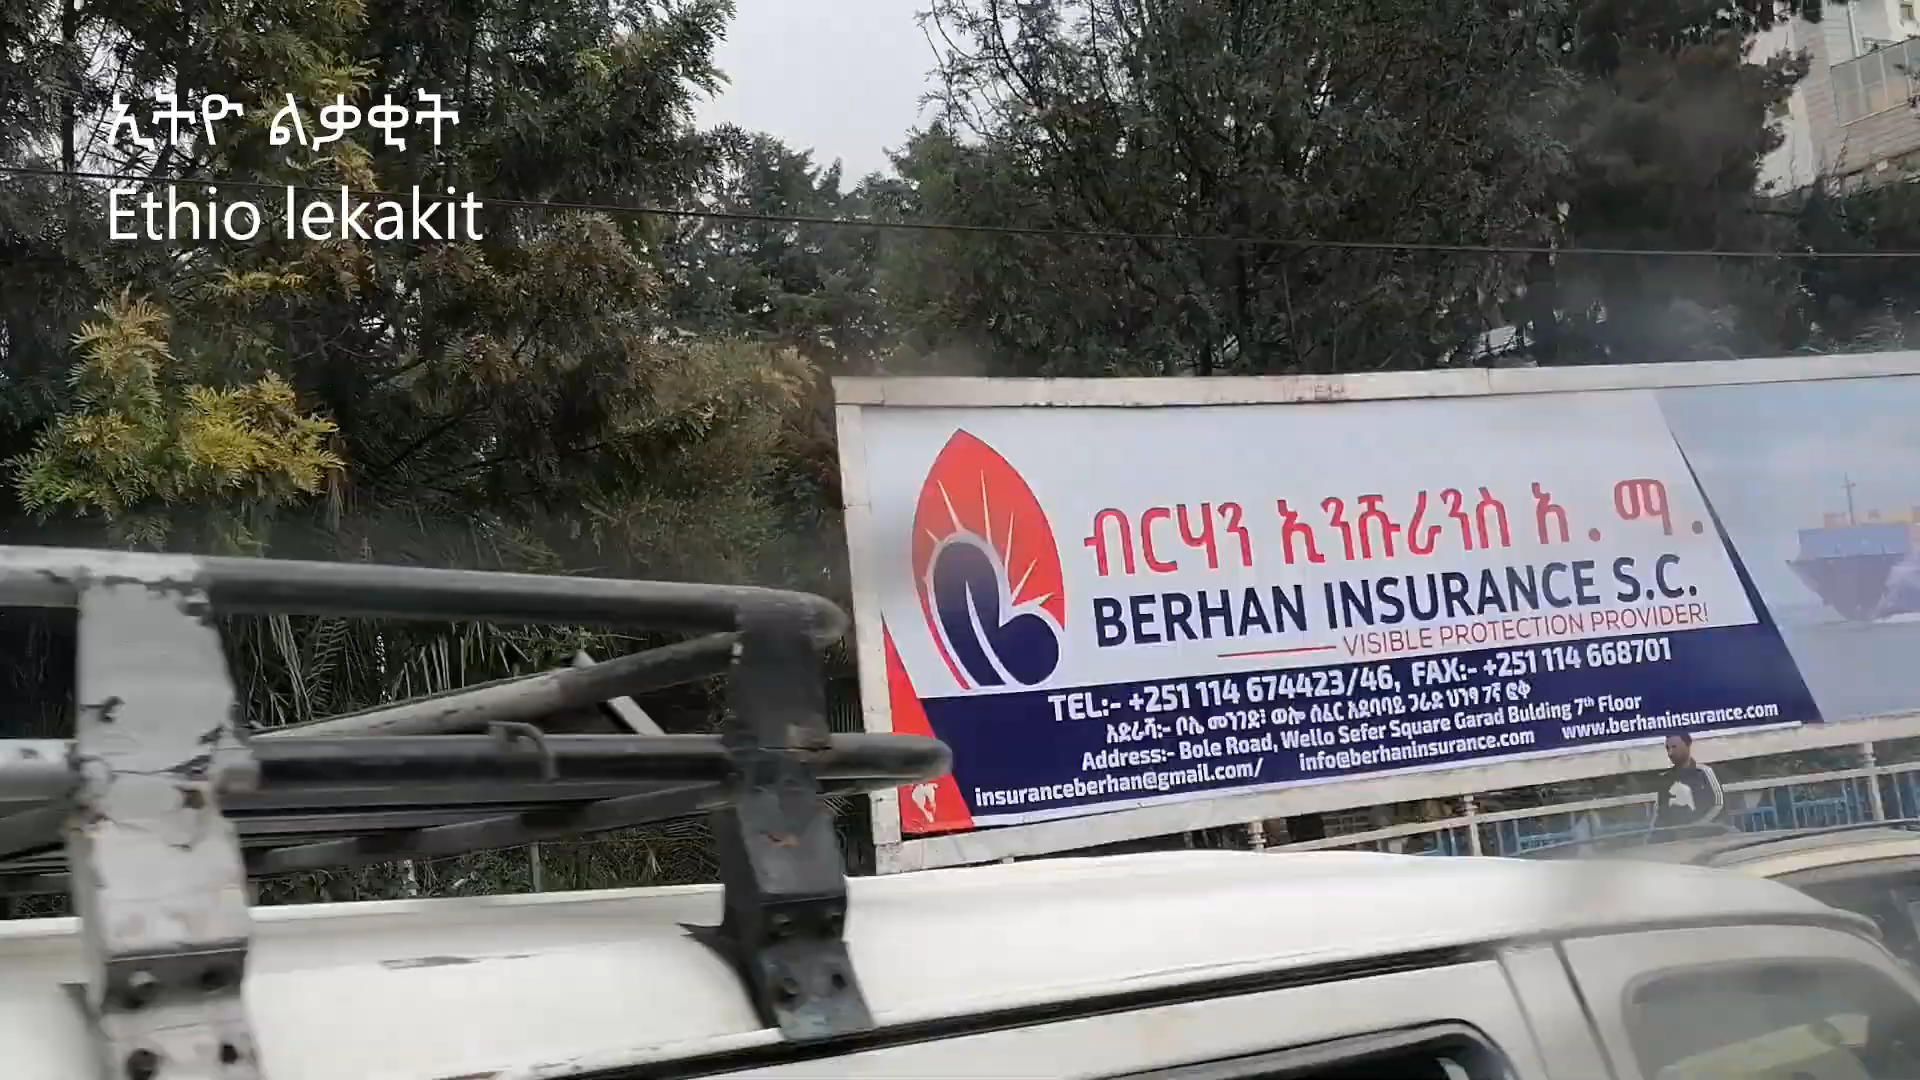 ኢትዮ ልቃቂት
Ethio lekakit
ብርሃን ኢንሹራንስ አ.ማ.
BERHAN INSURANCE S.C.
VISIBLE PROTECTION PROVIDER!
TEL:- +251 114 674423/46, FAX:- +251 114 668701
አድራሻ:- ቦሌ መንገድ፣ ወሎ ሰፈር አደባባይ ጋራድ ህንፃ 7ኛ ፎቅ
Address:- Bole Road, Wello Sefer Square Garad Bulding 7th Floor
insuranceberhan@gmail.com/ info@berhaninsurance.com www.berhaninsurance.com